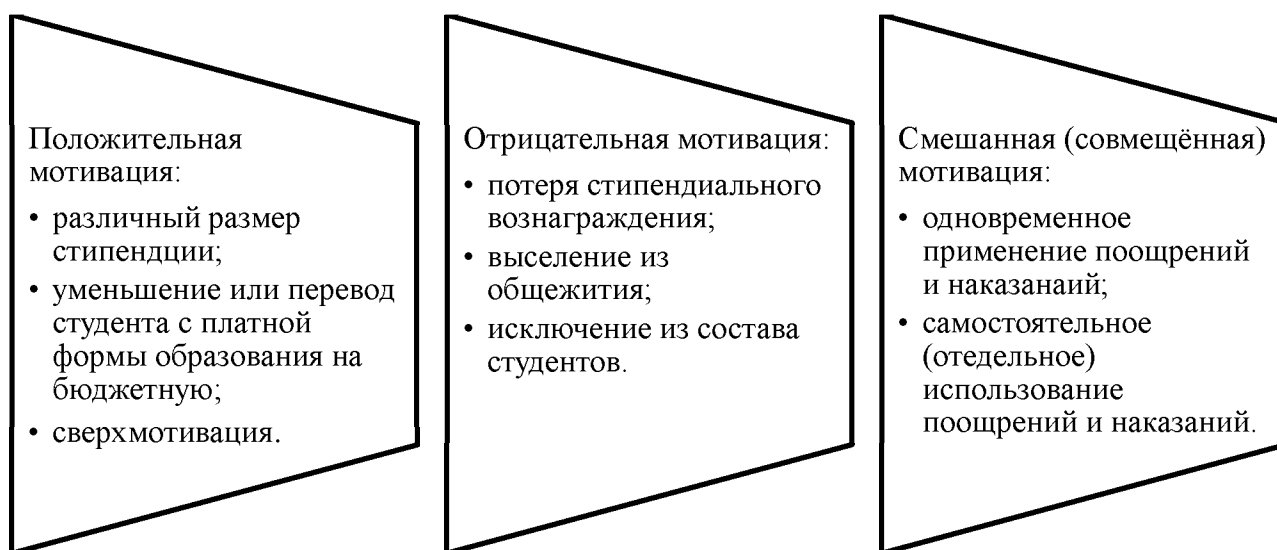 Положительная
мотивация:
• различный размер
стипендции;
• уменьшение или перевод
студента с платной
формы образования на
бюджетную;
• сверхмотивация.
Отрицательная мотивация:
• потеря стипендиального
вознаграждения;
• выселение из
общежития;
• исключение из состава
студентов.
Смешанная (совмещённая)
мотивация:
• одновременное
применение поощрений
и наказанаий;
• самостоятельное
(отедельное)
использование
поощрений и наказаний.